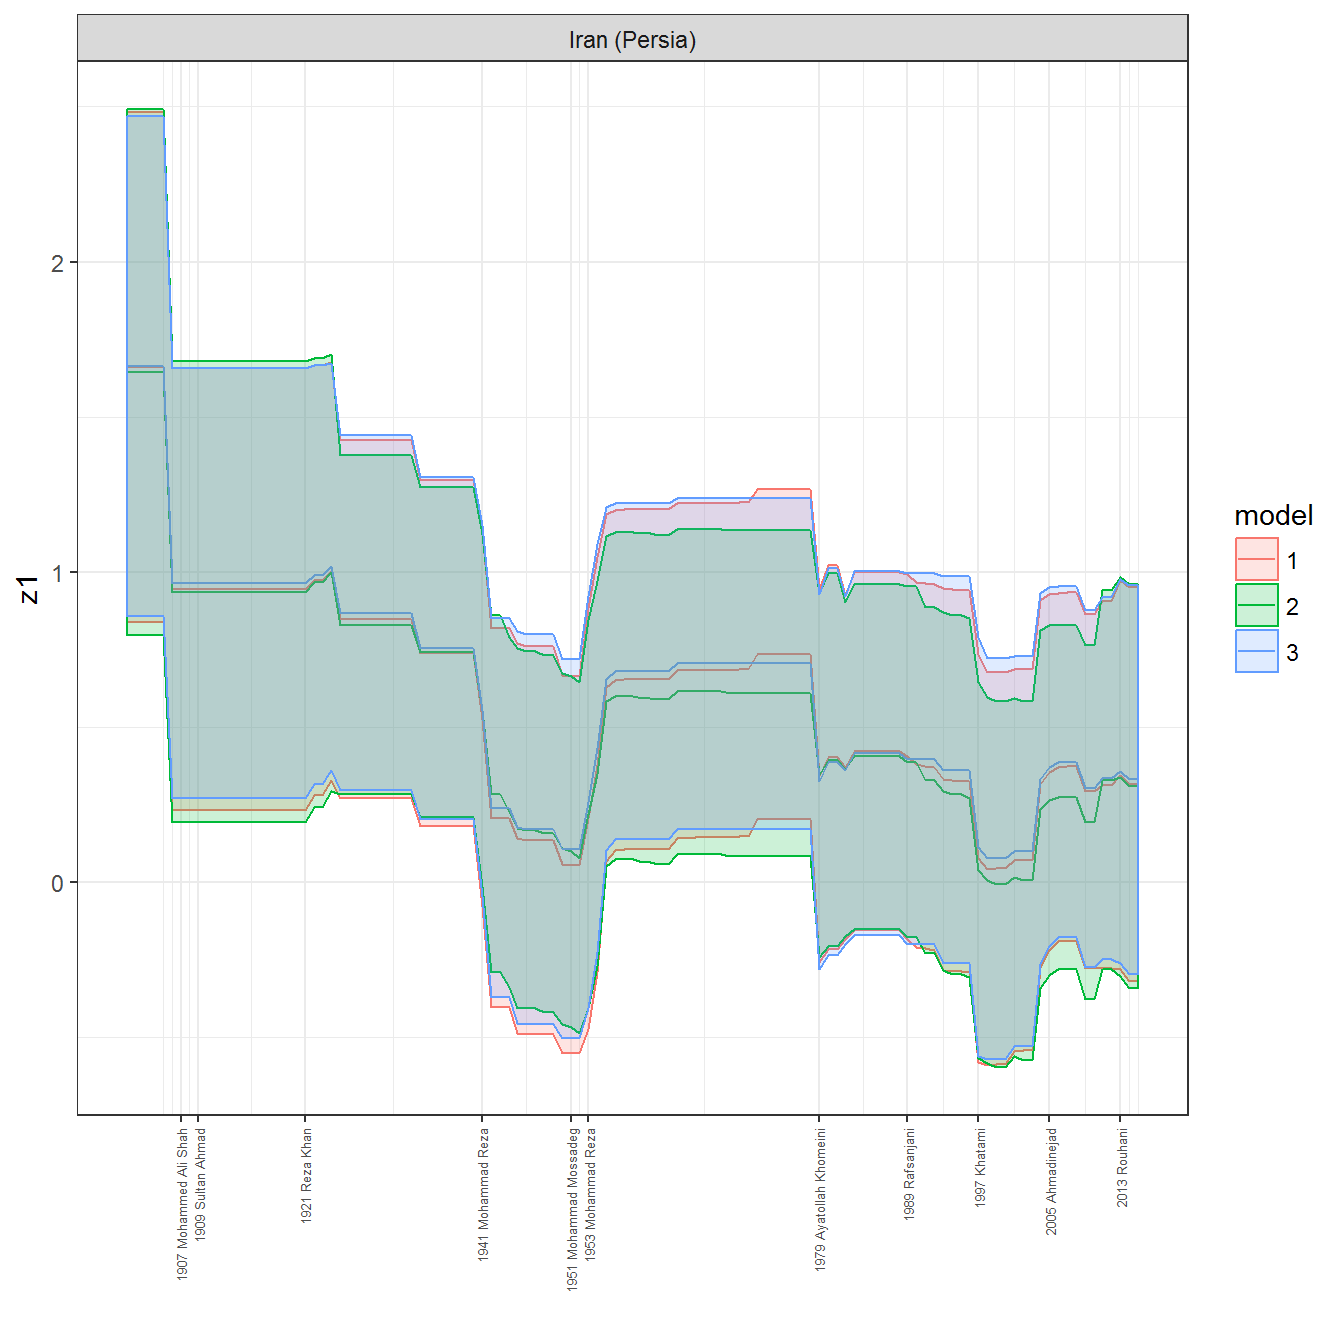 Iran (Persia)
z1
2
1
0
1907 Mohammed Ali Shah
1909 Sultan Ahmad
1921 Reza Khan
1941 Mohammad Reza
1951 Mohammad Mossadeg
1953 Mohammad Reza
1979 Ayatollah Khomeini
1989 Rafsanjani
1997 Khatami
2005 Ahmadinejad
2013 Rouhani
model
1
2
3